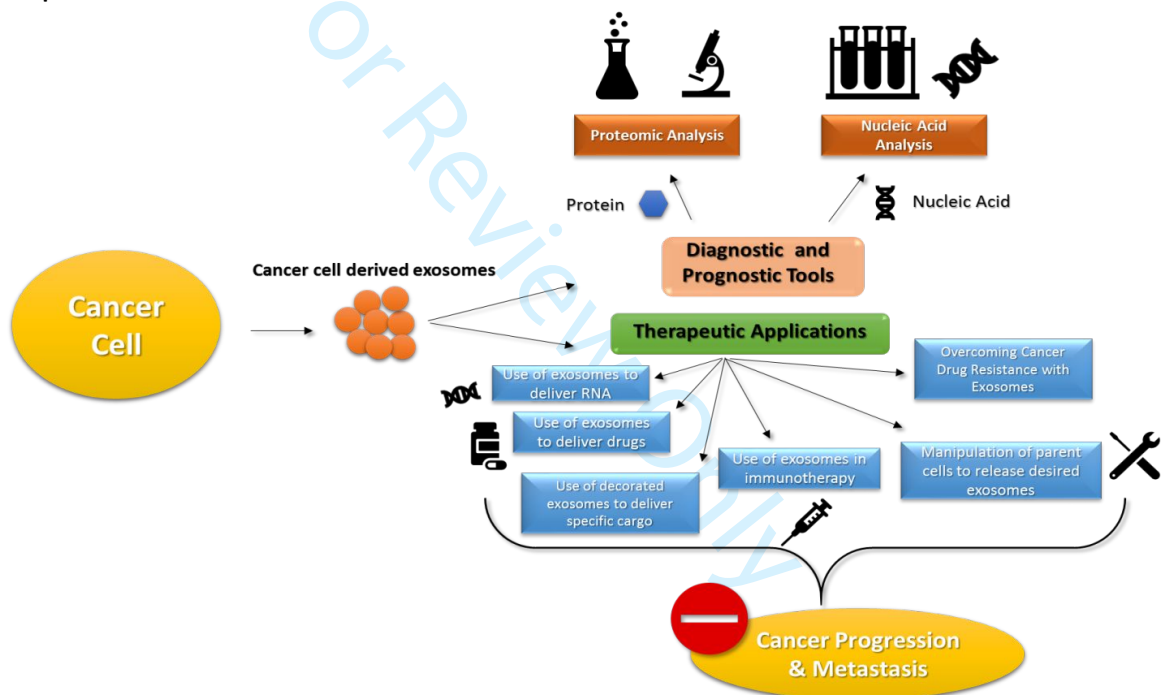 or Review Only
Proteomic Analysis
Nucleic Acid
Analysis
Protein
Nucleic Acid
Diagnostic and
Prognostic Tools
Cancer cell derived exosomes
Cancer
Cell
Therapeutic Applications
Overcoming Cancer
Drug Resistance with
Exosomes
Use of exosomes to
deliver RNA
Use of exosomes
to deliver drugs
Use of decorated
exosomes to deliver
specific cargo
Use of exosomes in
immunotherapy
Manipulation of parent
cells to release desired
exosomes
Cancer Progression
& Metastasis